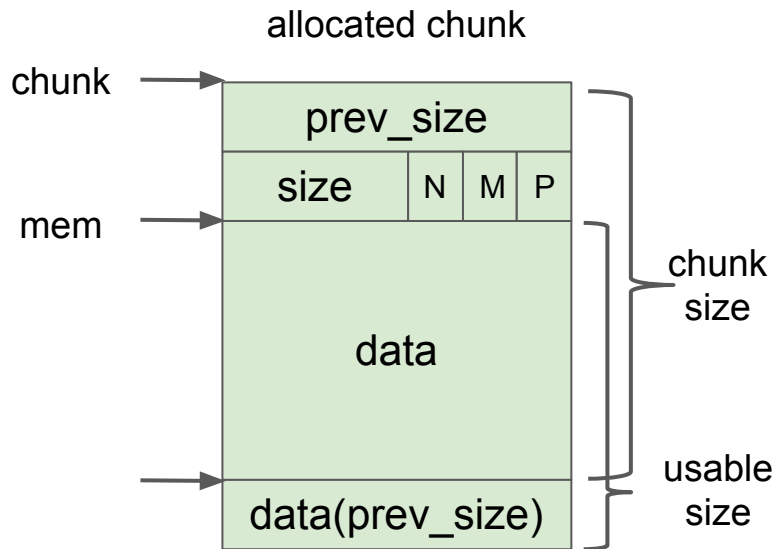 allocated chunk
chunk
prev_size
size N M P
mem
chunk
size
data
usable
size
data(prev_size)